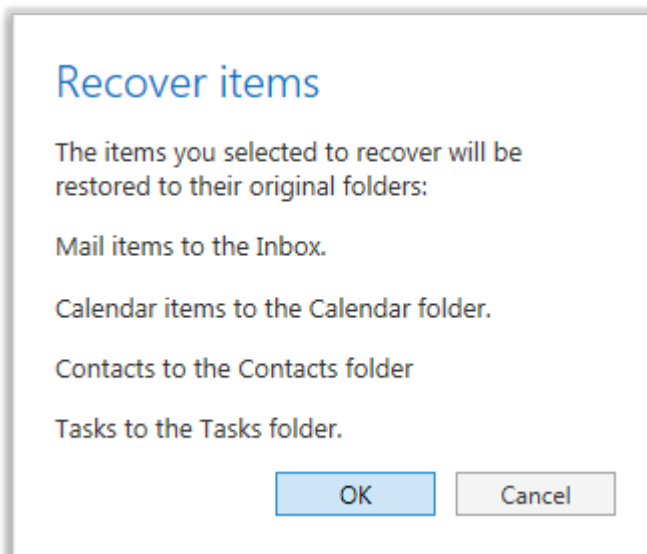 Recover items
The items you selected to recover will be
restored to their original folders:
Mail items to the Inbox.
Calendar items to the Calendar folder.
Contacts to the Contacts folder
Tasks to the Tasks folder.
OK Cancel